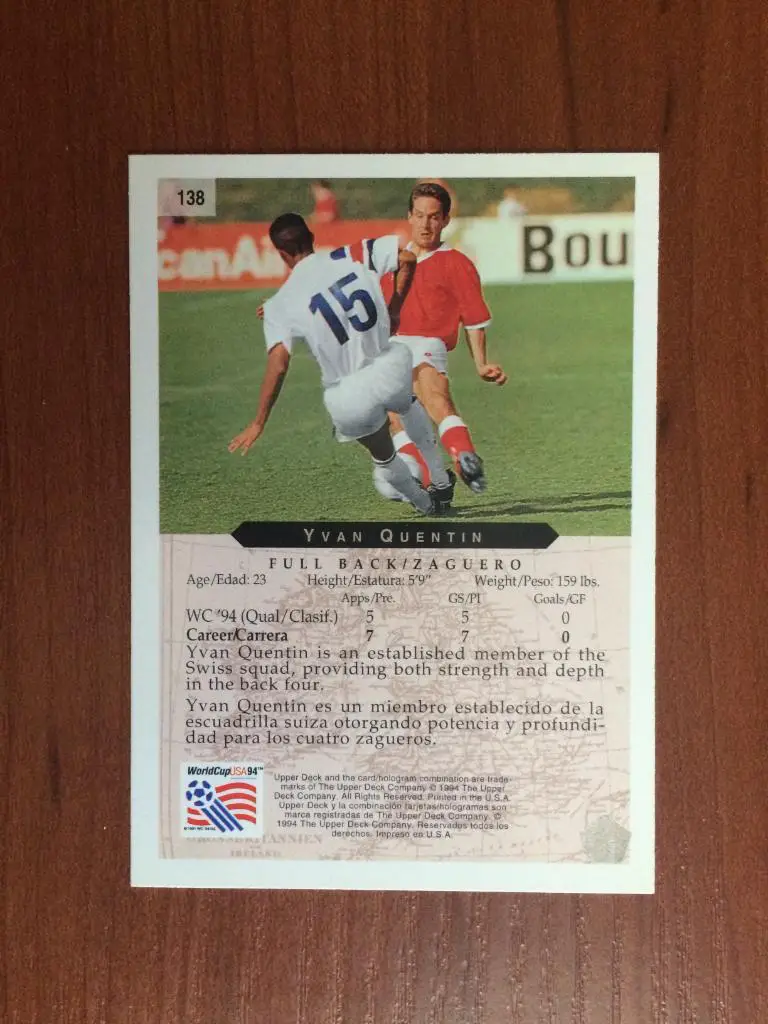 138
canAi
Bou
15
YVAN QUENTIN
FULL BACK/ZAGUERO
Age/Edad: 23 Height/Estatura: 5'9" Weight/Peso: 159 lbs.
Apps/Pre. GS/PI Goals/GF
WC '94 (Qual/Clasif.) 5 5 0
Career/Carrera 7 7 0
Yvan Quentin is an established member of the
Swiss squad, providing both strength and depth
in the back four.
Yvan Quentin es un miembro establecido de la
escuadrilla suiza otorgando potencia y profundi-
dad para los cuatro zagueros.
WorldCupUSA94™
Upper Deck and the card/hologram combination are trade-
marks of The Upper Deck Company © 1994 The Upper
Deck Company. All Rights Reserved. Printed in the U.S.A.
Upper Deck y la combinación tarjetas/hologramas son
marca registradas de The Upper Deck Company. ©
1994 The Upper Deck Company. Reservados todos los
derechos. Impreso en U.S.A.
GROSSBRITANNIEN
IRELAND